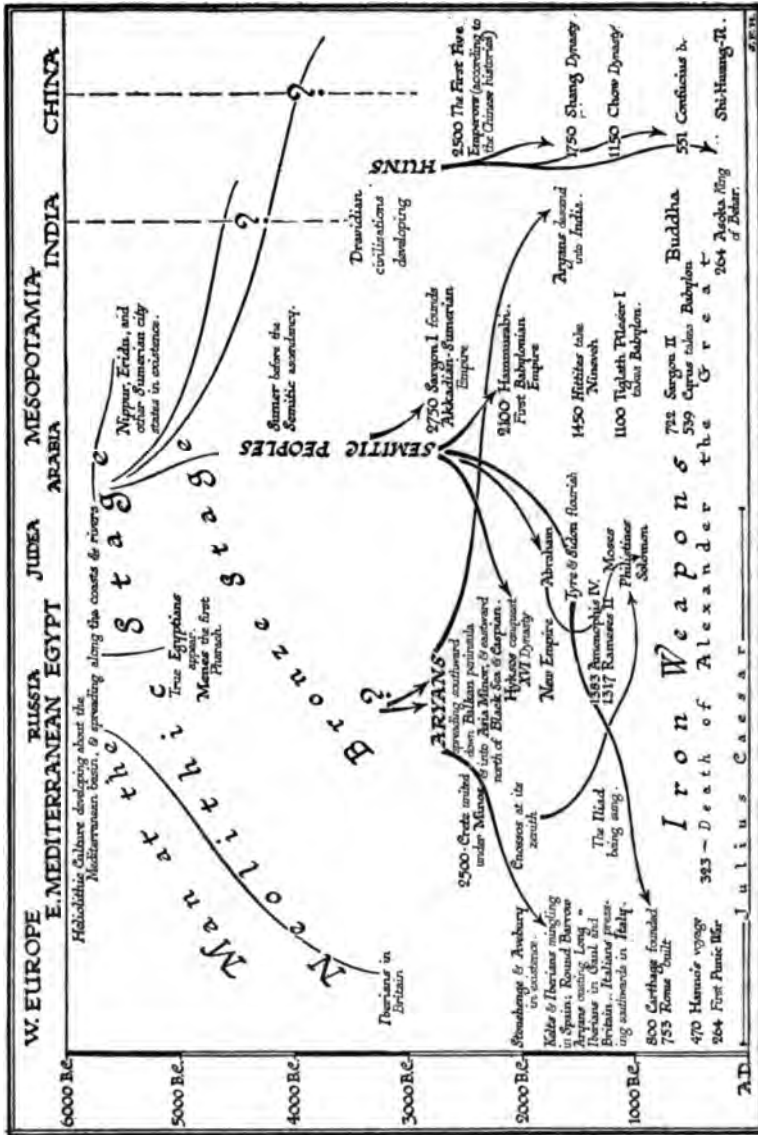 W. EUROPE
E. MEDITERRANEAN
RUSSIA
EGYPT
JUDEA
ARABIA
MESOPOTAMIA
INDIA
CHINA
6000 B.C.
5000 B.C.
4000 B.C.
3000 B.C.
2000 B.C.
1000 B.C.
A.D.
Heliolithic Culture developing about the
Mediterranean basin, & spreading along the coasts & rivers
Man at the
Neolithic Stage
True Egyptians
appear.
Menes the first
Pharaoh.
Nippur, Eridu, and
other Sumerian city
states in existence.
?
?
Bronze Stage
Iberians in
Britain
Sumer before the
Semitic ascendancy.
Dravidian
civilisations
developing
?
ARYANS
spreading southward
down Balkan peninsula
& into Asia Minor, & eastward
north of Black Sea & Caspian.
SEMITIC PEOPLES
HUNS
2750 Sargon I founds
Akkadian-Sumerian
Empire
2500 The First Five
Emperors (according to
the Chinese histories)
2500 - Crete united
under Minos
Hyksos conquest
XVI Dynasty
2100 Hammurabi.
First Babylonian
Empire
Aryans descend
into India.
1750 Shang Dynasty
Stonehenge & Avebury
in existence.
Cnossos at its
zenith
New Empire
Abraham
Kelts & Iberians mingling
in Spain; Round Barrow
Aryans ousting Long "
Iberians in Gaul and
Britain.. Italians press-
ing southwards in Italy.
The Iliad
being sung.
Tyre & Sidon flourish
1383 Amenophis IV.
1317 Rameses II
Moses
Philistines
Solomon
1450 Hittites take
Nineveh
1100 Tiglath Pileser I
takes Babylon.
1150 Chow Dynasty
800 Carthage founded
753 Rome built
Iron Weapons
722 Sargon II
539 Cyrus takes Babylon
Buddha
551 Confucius b.
470 Hanno's voyage
264 First Punic War
323 - Death of Alexander the Great
264 Asoka King
of Behar.
Shi-Hwang-Ti.
Julius Caesar
J.F.H.